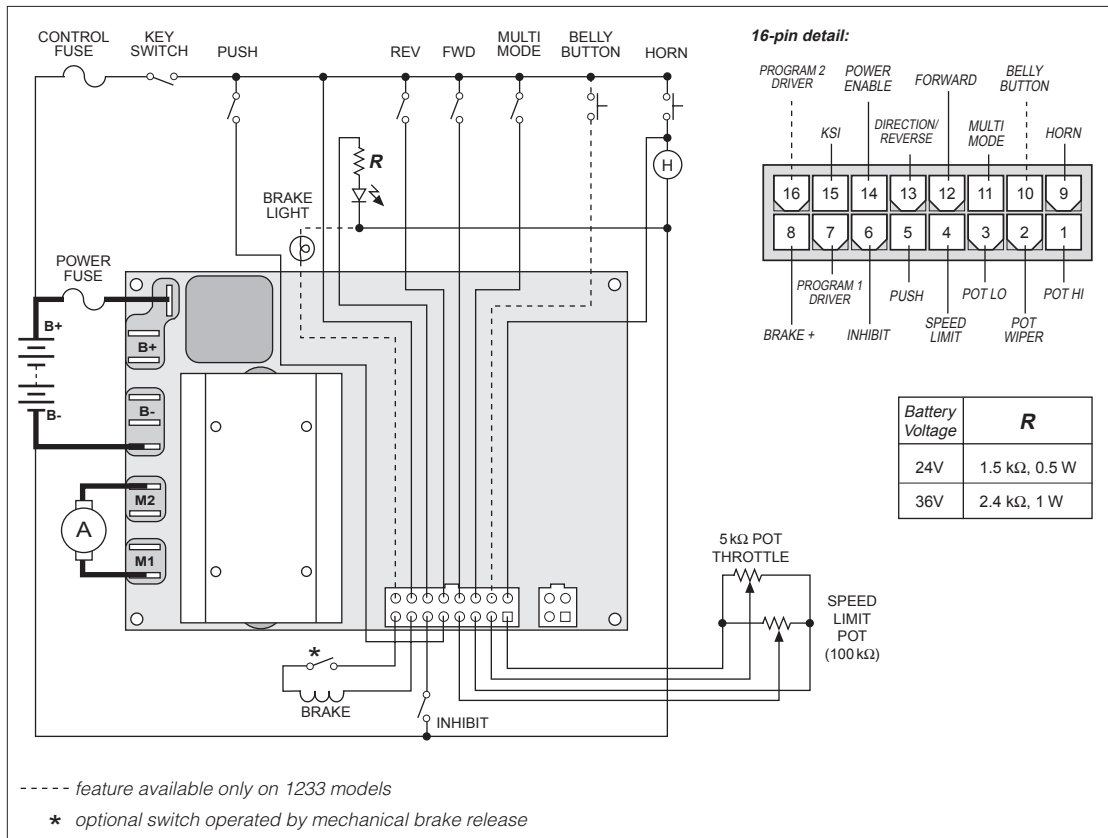 CONTROL
FUSE
KEY
SWITCH
PUSH
REV
FWD
MULTI
MODE
BELLY
BUTTON
HORN
R
H
BRAKE
LIGHT
POWER
FUSE
B+
B-
B+
B-
M2
M1
A
*
BRAKE
INHIBIT
5 kΩ POT
THROTTLE
SPEED
LIMIT
POT
(100 kΩ)
16-pin detail:
PROGRAM 2
DRIVER
POWER
ENABLE
FORWARD
BELLY
BUTTON
KSI
DIRECTION/
REVERSE
MULTI
MODE
HORN
16 15 14 13 12 11 10 9
8 7 6 5 4 3 2 1
PROGRAM 1
DRIVER
PUSH
POT LO
POT HI
BRAKE +
INHIBIT
SPEED
LIMIT
POT
WIPER
Battery
Voltage
R
24V 1.5 kΩ, 0.5 W
36V 2.4 kΩ, 1 W
----- feature available only on 1233 models
* optional switch operated by mechanical brake release